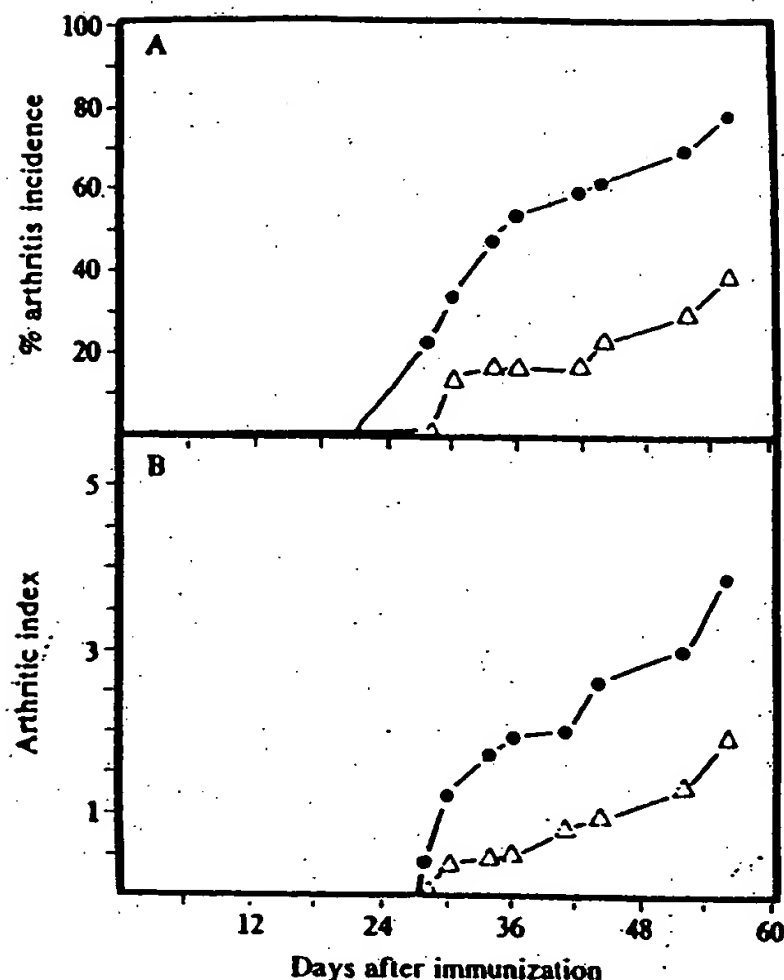 A
% arthritis incidence
100
80
60
40
20
B
Arthritic index
5
3
1
12 24 36 48 60
Days after immunization